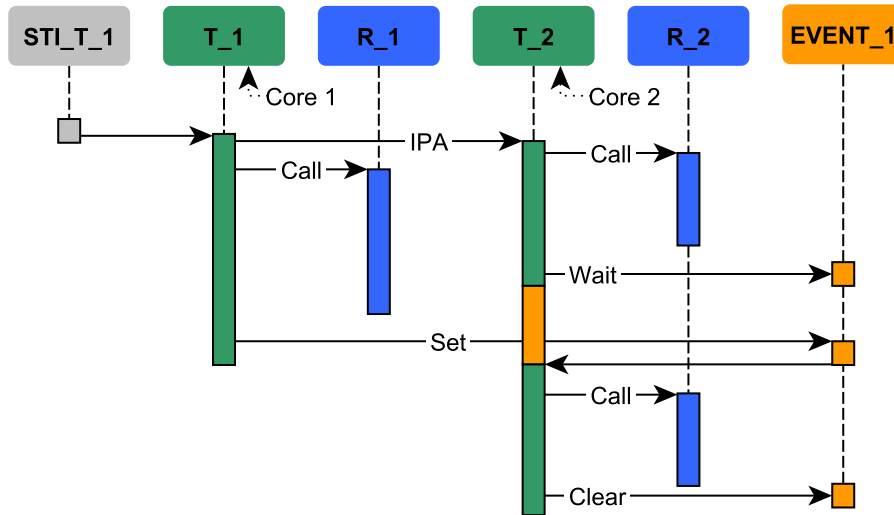 STI_T_1
T_1
R_1
T_2
R_2
EVENT_1
Core 1
Core 2
IPA
Call
Call
Wait
Set
Call
Clear